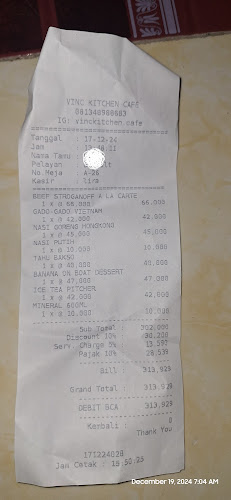 VINC KITCHEN CAFE
IG: vinckitchen.cafe
Tanggal : 17-12-24
Jam
Nama Tamu :
Pelayan
No.Meja : A-26
Kasir : lira
BEEF STROGANOFF A LA CARTE
1 x @ 66.000 66.000
GADO-GADO VIETNAM
1 x @ 42.000 42.000
NASI GORENG HONGKONG
1 x @ 45.000 45,000
NASI PUTIH
1 x @ 10.000 10.000
TAHU BAKSO
1 x @ 40.000 40.000
BANANA ON BOAT DESSERT
1 x @ 47.000 47.000
ICE TEA PITCHER
1 x @ 42.000 42.000
MINERAL 600ML
1 x @ 10.000 10.000
Sub Total : 302.000
Discount 10% : 30.200
Serv. Charge 5% : 13.590
Pajak 10% : 28.539
Bill : 313.929
Grand Total : 313.929
DEBIT BCA 313.929
Kembali : 0
Thank You
Jam Cetak : 19:50:25
December 19, 2024 7:04 AM